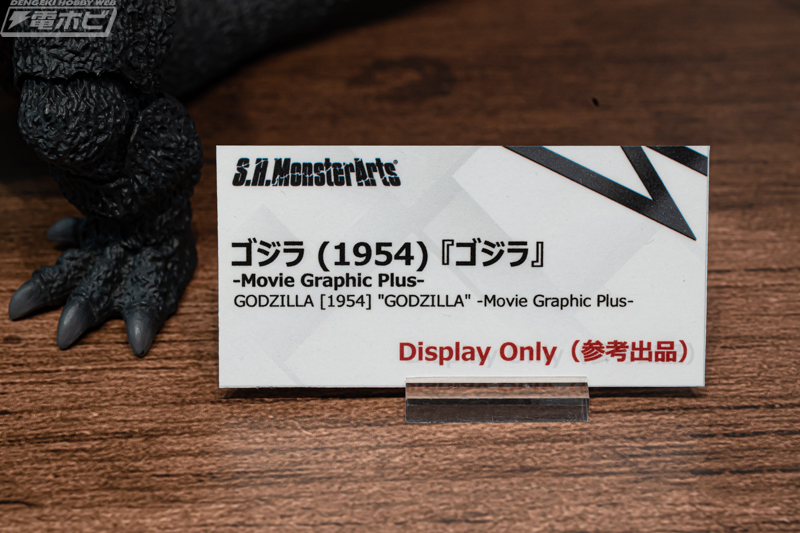 DENGEKI HOBBY WEB
電ホビ
S.H.MonsterArts
ゴジラ (1954)『ゴジラ』
-Movie Graphic Plus-
GODZILLA [1954] "GODZILLA" -Movie Graphic Plus-
Display Only（参考出品）